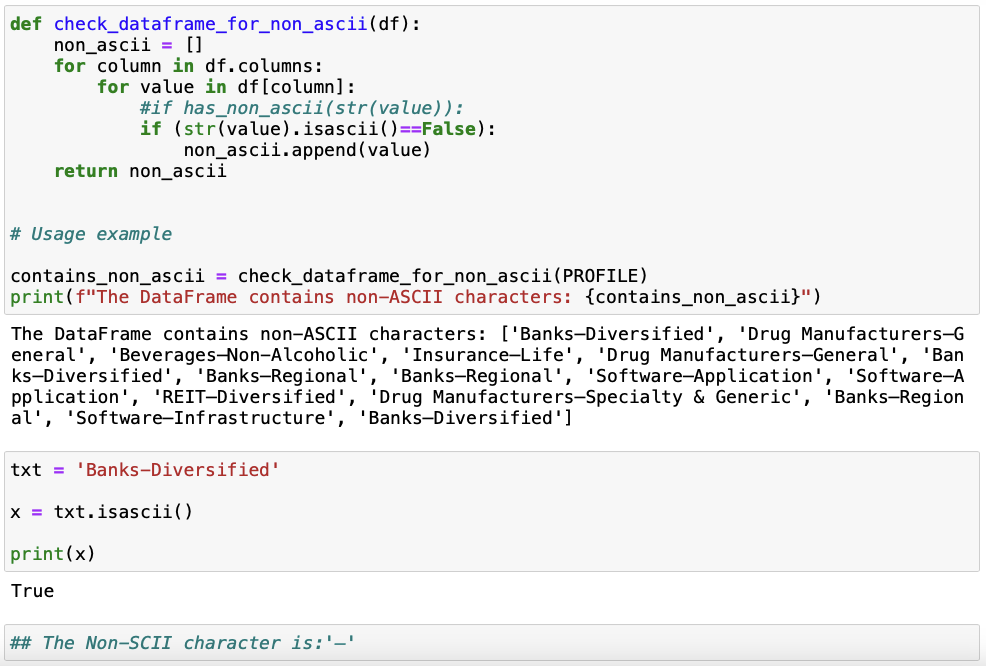 def check_dataframe_for_non_ascii(df):
    non_ascii = []
    for column in df.columns:
        for value in df[column]:
            #if has_non_ascii(str(value)):
            if (str(value).isascii()==False):
                non_ascii.append(value)
    return non_ascii
# Usage example
contains_non_ascii = check_dataframe_for_non_ascii(PROFILE)
print(f"The DataFrame contains non-ASCII characters: {contains_non_ascii}")
The DataFrame contains non-ASCII characters: ['Banks—Diversified', 'Drug Manufacturers—G
eneral', 'Beverages—Non-Alcoholic', 'Insurance—Life', 'Drug Manufacturers—General', 'Ban
ks—Diversified', 'Banks—Regional', 'Banks—Regional', 'Software—Application', 'Software—A
pplication', 'REIT—Diversified', 'Drug Manufacturers—Specialty & Generic', 'Banks—Region
al', 'Software—Infrastructure', 'Banks—Diversified']
txt = 'Banks-Diversified'
x = txt.isascii()
print(x)
True
## The Non-SCII character is:'—'